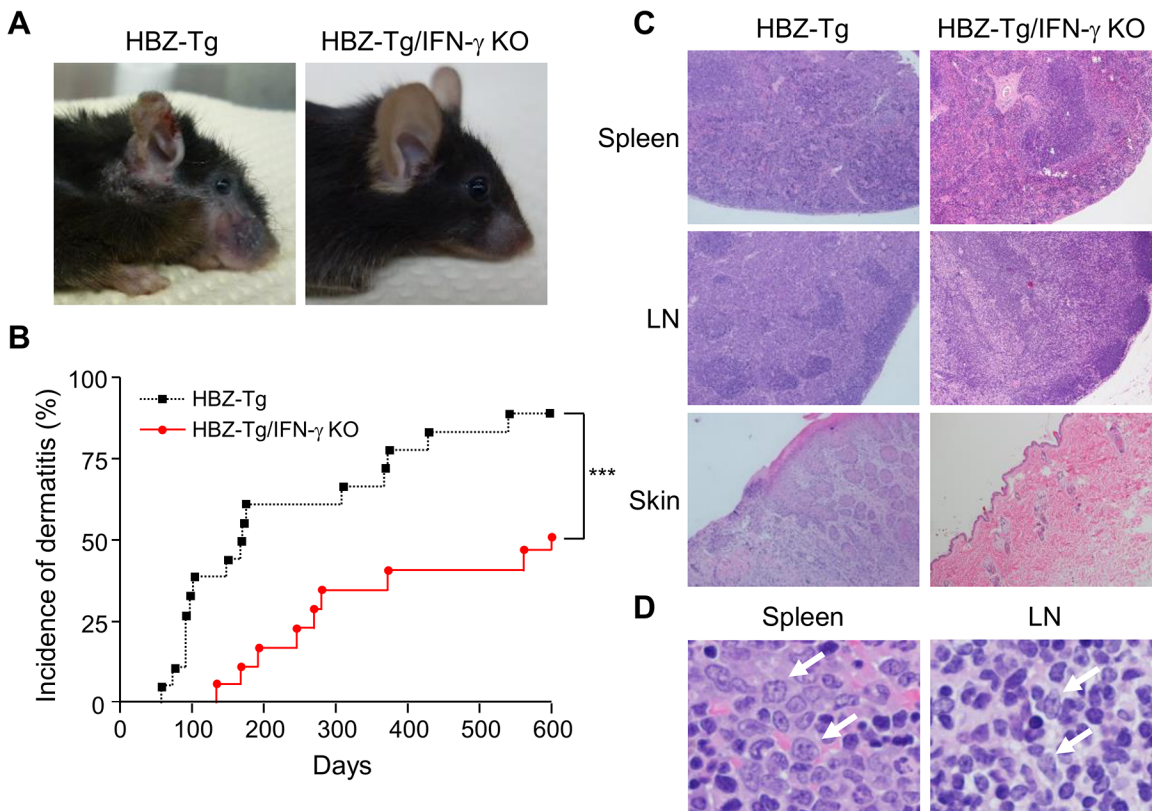 A
HBZ-Tg
HBZ-Tg/IFN-γ KO
B
Incidence of dermatitis (%)
100
75
50
25
0
HBZ-Tg
HBZ-Tg/IFN-γ KO
***
0 100 200 300 400 500 600
Days
C
HBZ-Tg
HBZ-Tg/IFN-γ KO
Spleen
LN
Skin
D
Spleen
LN